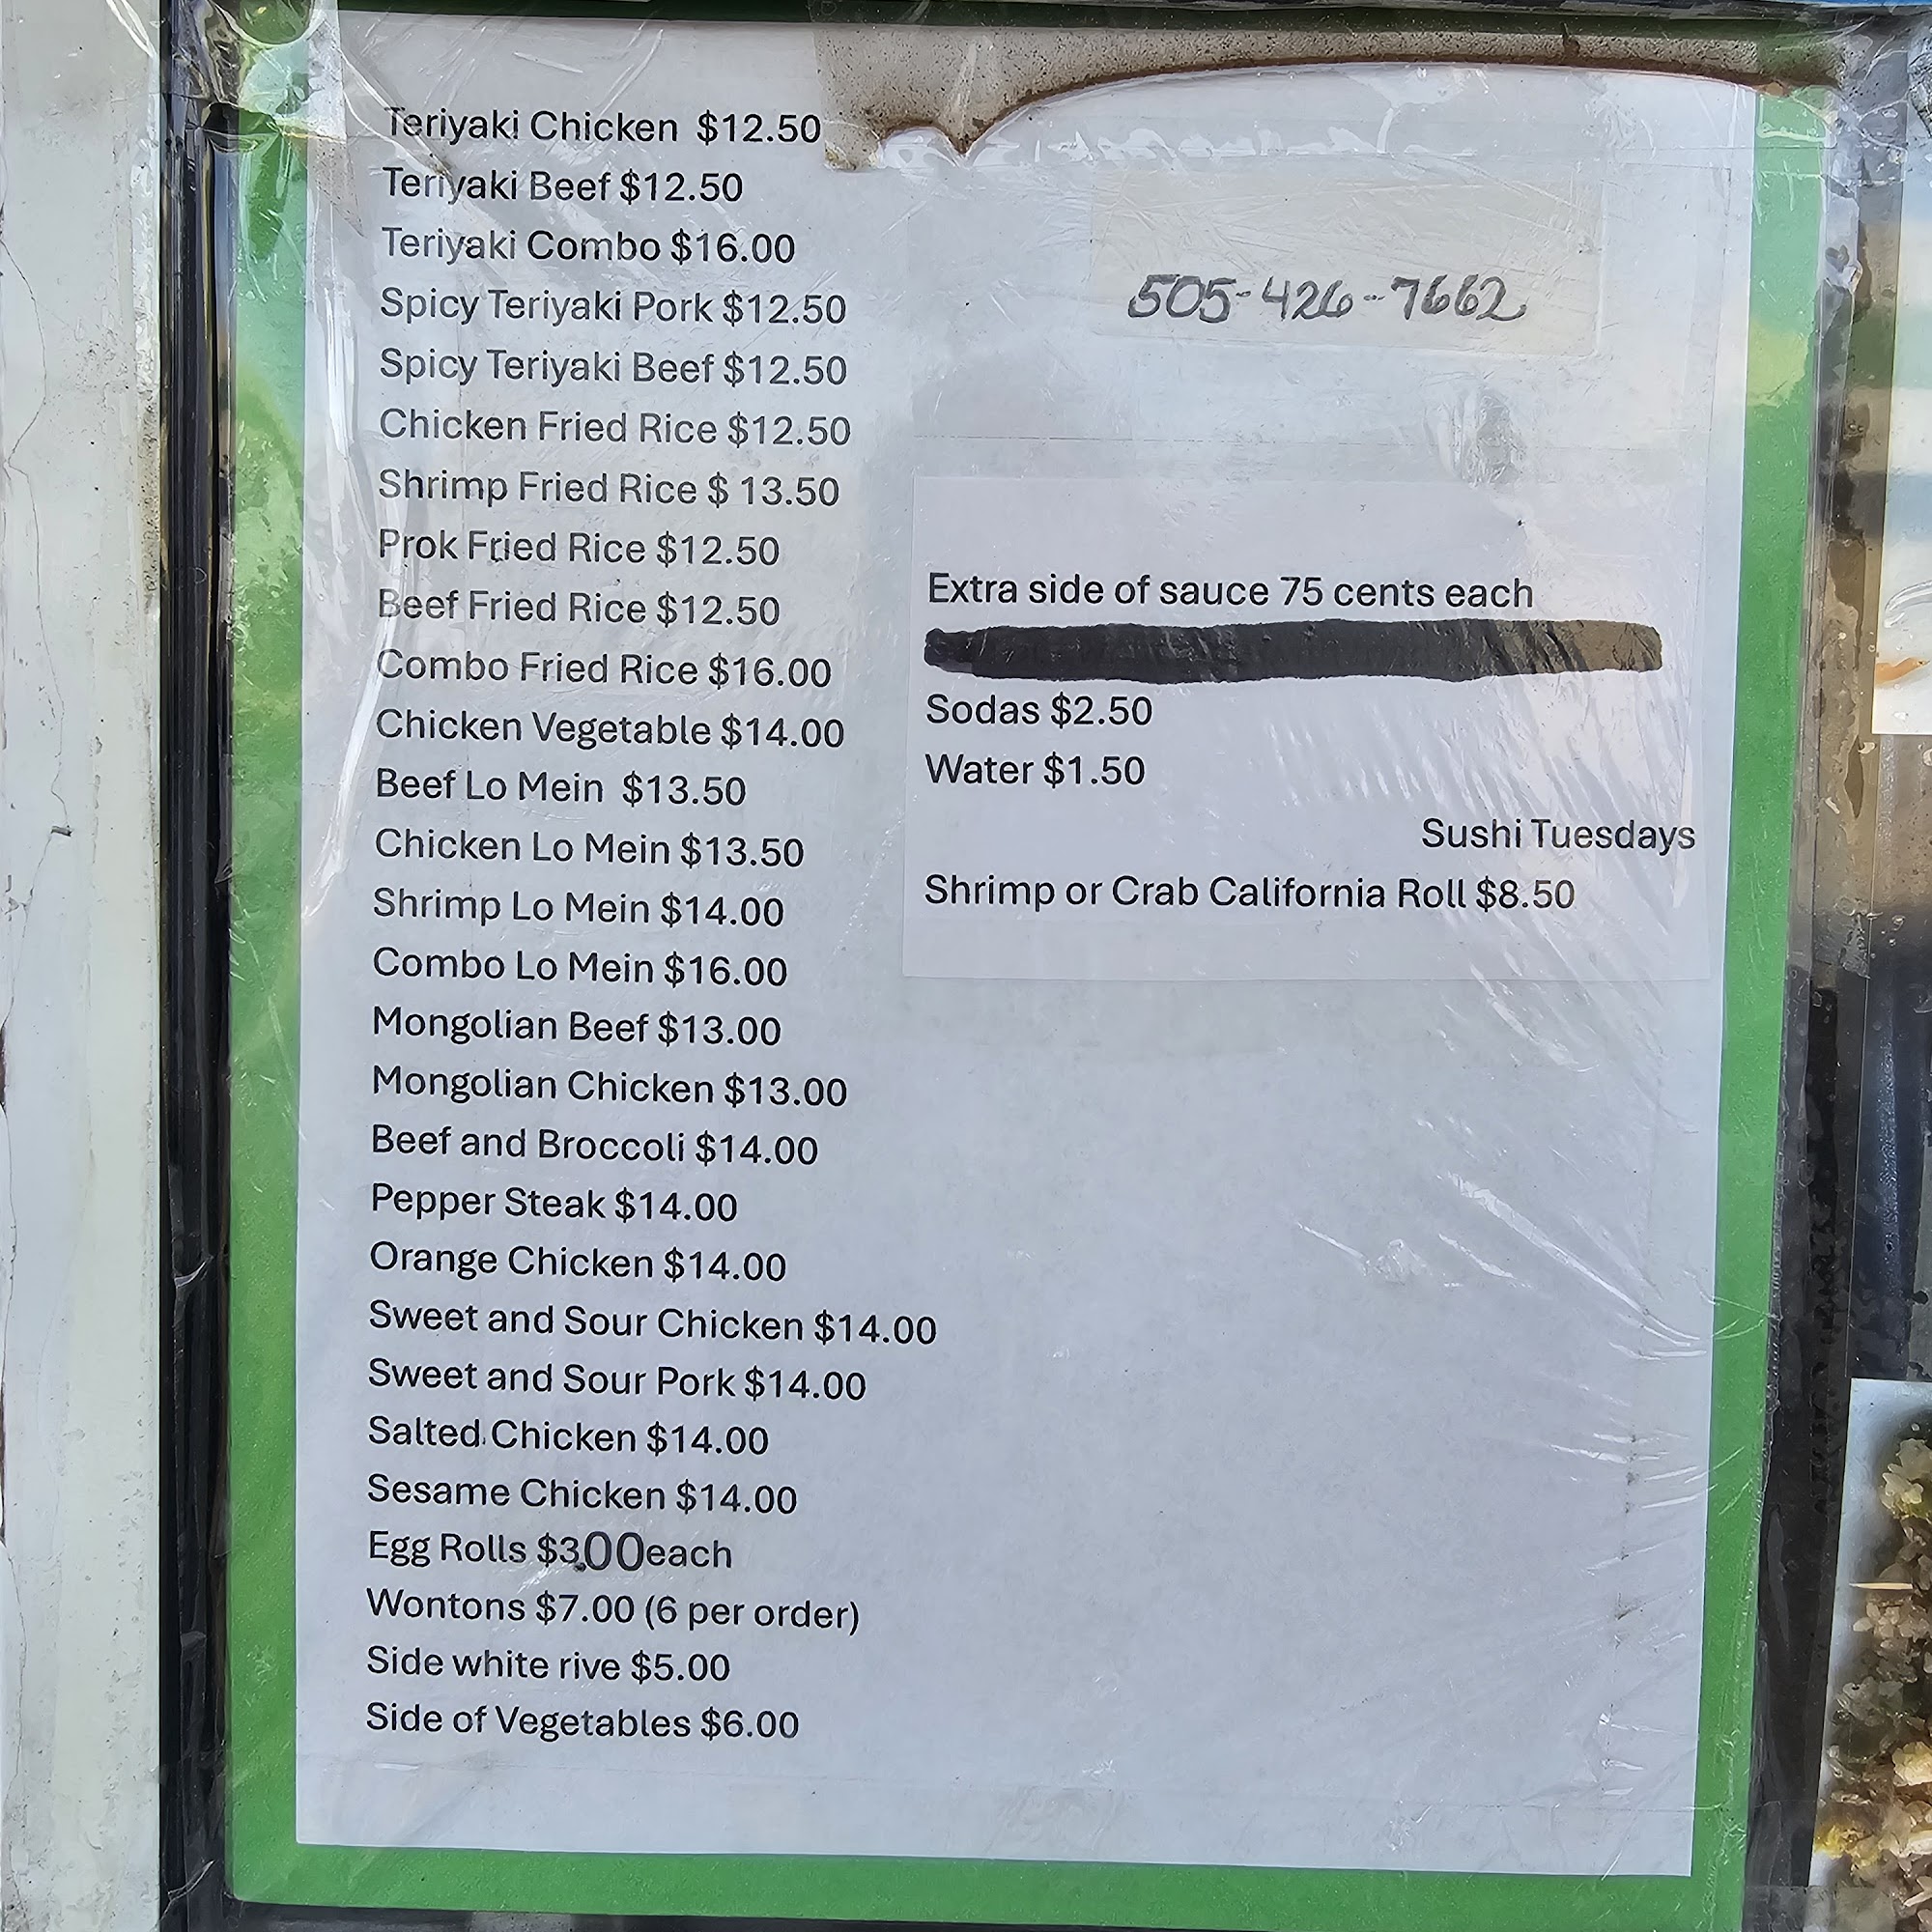 Teriyaki Chicken $12.50
Teriyaki Beef $12.50
Teriyaki Combo $16.00
Spicy Teriyaki Pork $12.50
Spicy Teriyaki Beef $12.50
Chicken Fried Rice $12.50
Shrimp Fried Rice $ 13.50
Prok Fried Rice $12.50
Beef Fried Rice $12.50
Combo Fried Rice $16.00
Chicken Vegetable $14.00
Beef Lo Mein $13.50
Chicken Lo Mein $13.50
Shrimp Lo Mein $14.00
Combo Lo Mein $16.00
Mongolian Beef $13.00
Mongolian Chicken $13.00
Beef and Broccoli $14.00
Pepper Steak $14.00
Orange Chicken $14.00
Sweet and Sour Chicken $14.00
Sweet and Sour Pork $14.00
Salted Chicken $14.00
Sesame Chicken $14.00
Egg Rolls $3.00each
Wontons $7.00 (6 per order)
Side white rive $5.00
Side of Vegetables $6.00
505-426-7662
Extra side of sauce 75 cents each
Sodas $2.50
Water $1.50
Sushi Tuesdays
Shrimp or Crab California Roll $8.50